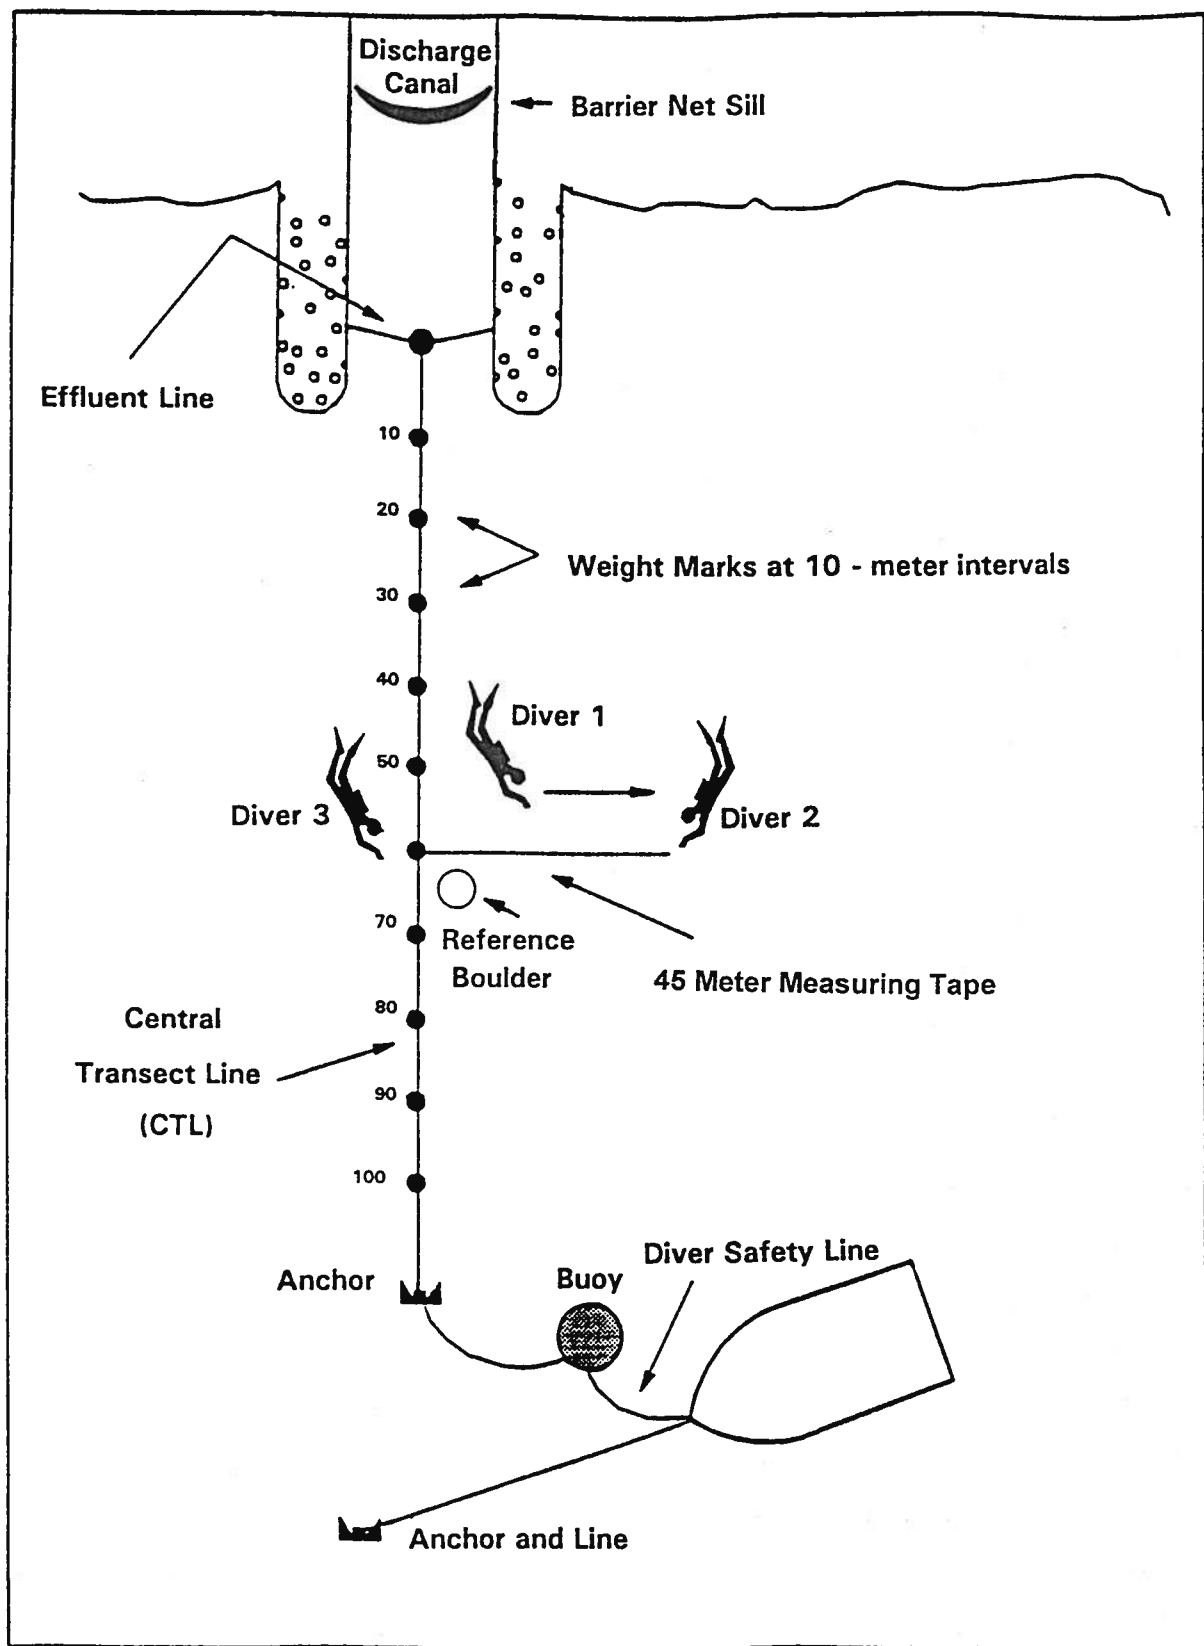 Discharge
Canal
Barrier Net Sill
Effluent Line
10
20
Weight Marks at 10 - meter intervals
30
40
Diver 1
50
Diver 3
Diver 2
70
Reference
Boulder
45 Meter Measuring Tape
80
Central
Transect Line
(CTL)
90
100
Diver Safety Line
Anchor
Buoy
Anchor and Line